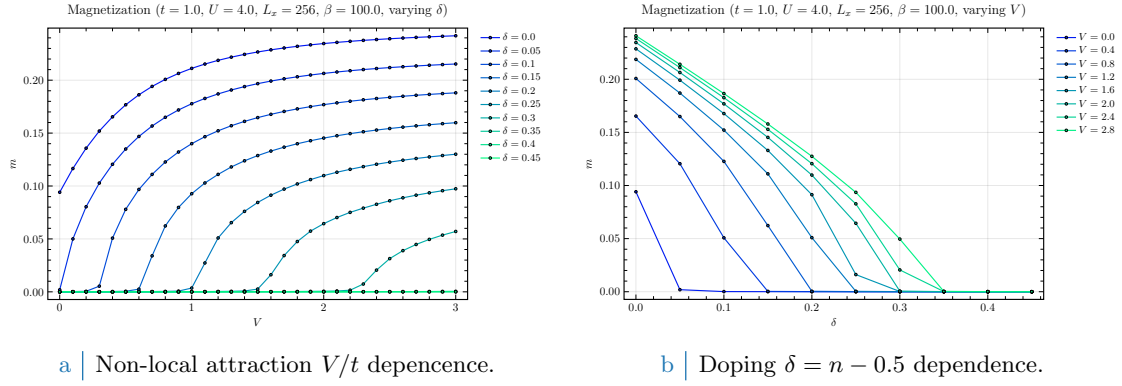 Magnetization (t = 1.0, U = 4.0, Lₓ = 256, β = 100.0, varying δ)
0.20
0.15
0.10
0.05
0.00
m
0
1
2
3
V
δ = 0.0
δ = 0.05
δ = 0.1
δ = 0.15
δ = 0.2
δ = 0.25
δ = 0.3
δ = 0.35
δ = 0.4
δ = 0.45
a | Non-local attraction V/t depencence.
Magnetization (t = 1.0, U = 4.0, Lₓ = 256, β = 100.0, varying V)
0.20
0.15
0.10
0.05
0.00
m
0.0
0.1
0.2
0.3
0.4
δ
V = 0.0
V = 0.4
V = 0.8
V = 1.2
V = 1.6
V = 2.0
V = 2.4
V = 2.8
b | Doping δ = n − 0.5 dependence.